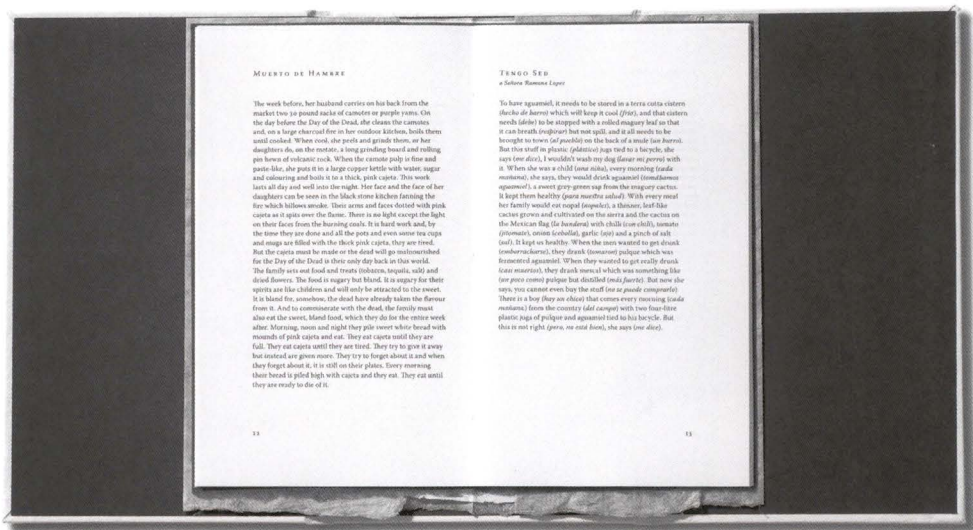 MUERTO DE HAMBRE
The week before, her husband carries on his back from the
market two 30 pound sacks of camotes or purple yams. On
the day before the Day of the Dead, she cleans the camotes
and, on a large charcoal fire in her outdoor kitchen, boils them
until cooked. When cool, she peels and grinds them, or her
daughters do, on the metate, a long grinding board and rolling
pin hewn of volcanic rock. When the camote pulp is fine and
paste-like, she puts it in a large copper kettle with water, sugar
and colouring and boils it to a thick, pink cajeta. This work
lasts all day and well into the night. Her face and the face of her
daughters can be seen in the black stone kitchen fanning the
fire which billows smoke. Their arms and faces dotted with pink
cajeta as it spits over the flame. There is no light except the light
on their faces from the burning coals. It is hard work and, by
the time they are done and all the pots and even some tea cups
and mugs are filled with the thick pink cajeta, they are tired.
But the cajeta must be made or the dead will go malnourished
for the Day of the Dead is their only day back in this world.
The family sets out food and treats (tobacco, tequila, salt) and
dried flowers. The food is sugary but bland. It is sugary for their
spirits are like children and will only be attracted to the sweet.
It is bland for, somehow, the dead have already taken the flavour
from it. And to commiserate with the dead, the family must
also eat the sweet, bland food, which they do for the entire week
after. Morning, noon and night they pile sweet white bread with
mounds of pink cajeta and eat. They eat cajeta until they are
full. They eat cajeta until they are tired. They try to give it away
but instead are given more. They try to forget about it and when
they forget about it, it is still on their plates. Every morning
their bread is piled high with cajeta and they eat. They eat until
they are ready to die of it.
TENGO SED
a Señora Ramona Lopez
To have aguamiel, it needs to be stored in a terra cotta cistern
(hecho de barro) which will keep it cool (frío), and that cistern
needs (debe) to be stopped with a rolled maguey leaf so that
it can breath (respirar) but not spill, and it all needs to be
brought to town (al pueblo) on the back of a mule (un burro).
But this stuff in plastic (plástico) jugs tied to a bicycle, she
says (me dice), I wouldn't wash my dog (lavar mi perro) with
it. When she was a child (una niña), every morning (cada
mañana), she says, they would drink aguamiel (tomábamos
aguamiel), a sweet grey-green sap from the maguey cactus.
It kept them healthy (para nuestra salud). With every meal
her family would eat nopal (nopales), a thinner, leaf-like
cactus grown and cultivated on the sierra and the cactus on
the Mexican flag (la bandera) with chilli (con chili), tomato
(jitomate), onion (cebolla), garlic (ajo) and a pinch of salt
(sal). It kept us healthy. When the men wanted to get drunk
(emborracharse), they drank (tomaron) pulque which was
fermented aguamiel. When they wanted to get really drunk
(casi muertos), they drank mescal which was something like
(un poco como) pulque but distilled (más fuerte). But now she
says, you cannot even buy the stuff (no se puede comprarlo).
There is a boy (hay un chico) that comes every morning (cada
mañana) from the country (del campo) with two four-litre
plastic jugs of pulque and aguamiel tied to his bicycle. But
this is not right (pero, no está bien), she says (me dice).